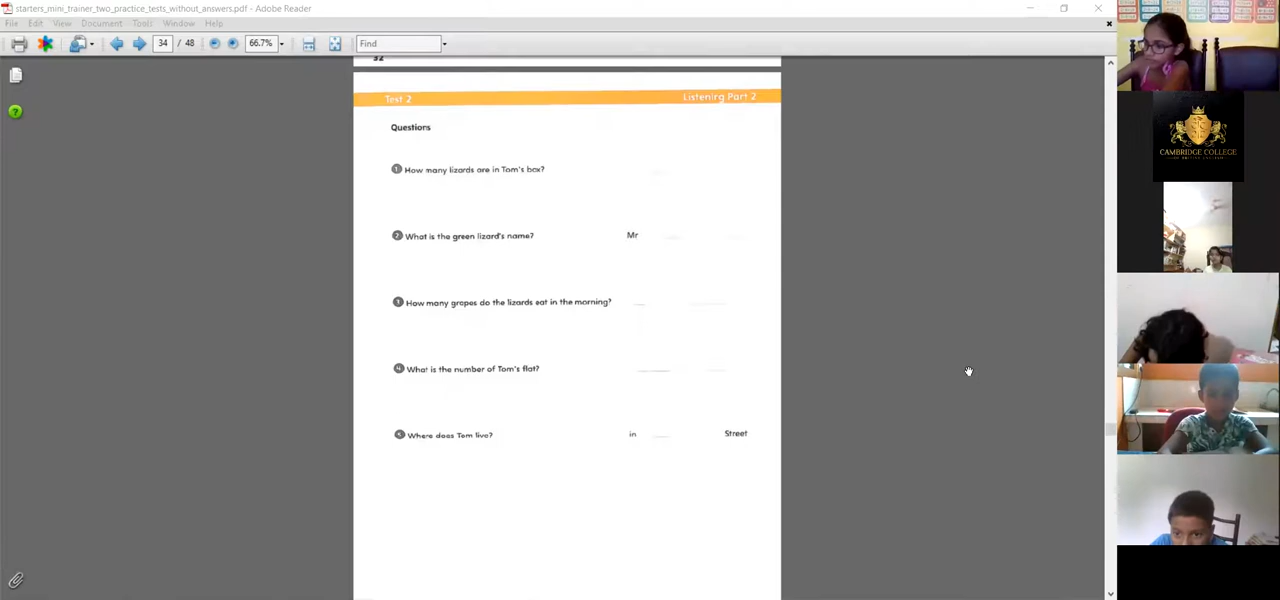 starters_mini_trainer_two_practice_tests_without_answers.pdf - Adobe Reader
File Edit View Document Tools Window Help
34 / 48 66.7% Find
32
Test 2 Listening Part 2
Questions
1 How many lizards are in Tom's box?
2 What is the green lizard's name? Mr
3 How many grapes do the lizards eat in the morning?
4 What is the number of Tom's flat?
5 Where does Tom live? in Street
CAMBRIDGE COLLEGE